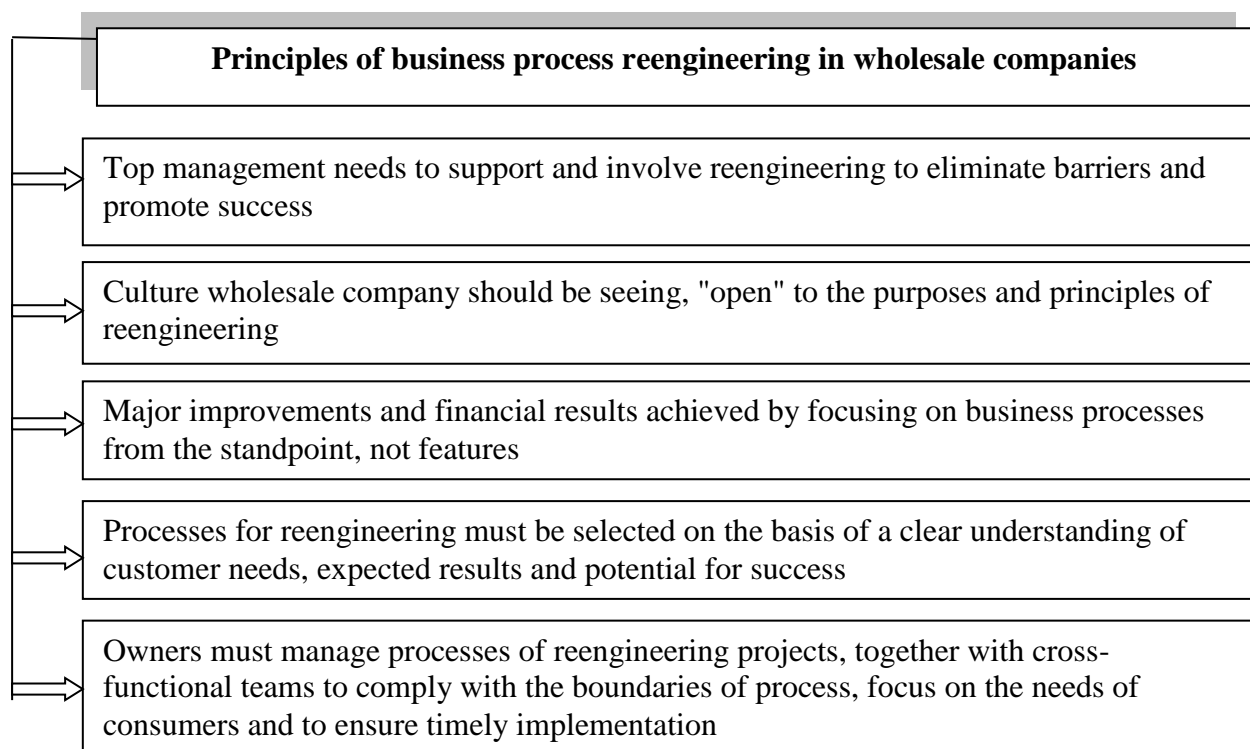 Principles of business process reengineering in wholesale companies
Top management needs to support and involve reengineering to eliminate barriers and
promote success
Culture wholesale company should be seeing, "open" to the purposes and principles of
reengineering
Major improvements and financial results achieved by focusing on business processes
from the standpoint, not features
Processes for reengineering must be selected on the basis of a clear understanding of
customer needs, expected results and potential for success
Owners must manage processes of reengineering projects, together with cross-
functional teams to comply with the boundaries of process, focus on the needs of
consumers and to ensure timely implementation